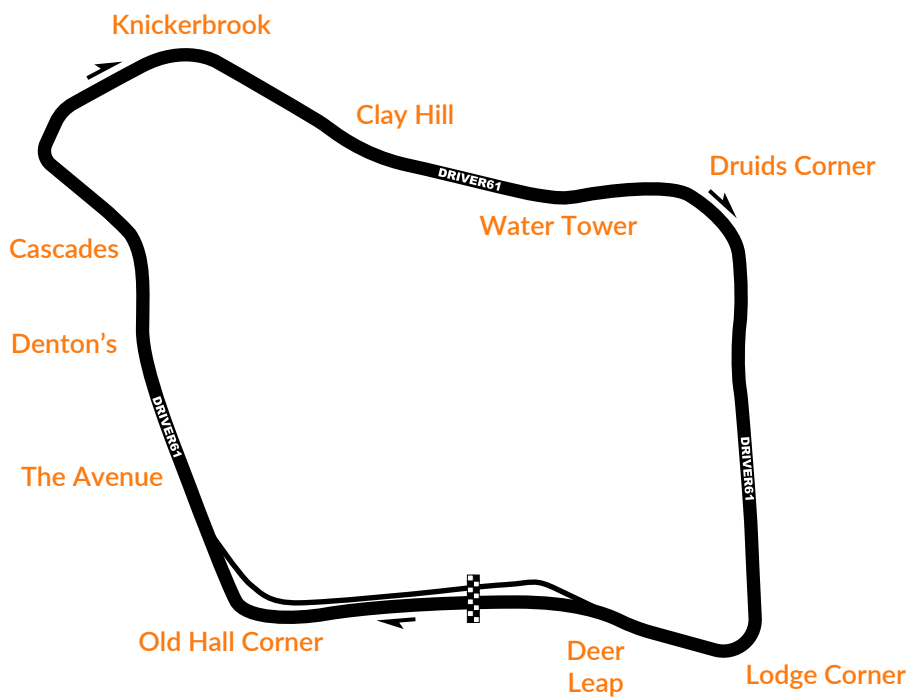 Knickerbrook
Clay Hill
DRIVER61
Druids Corner
Water Tower
Cascades
Denton’s
DRIVER61
DRIVER61
The Avenue
Old Hall Corner
Deer
Leap
Lodge Corner